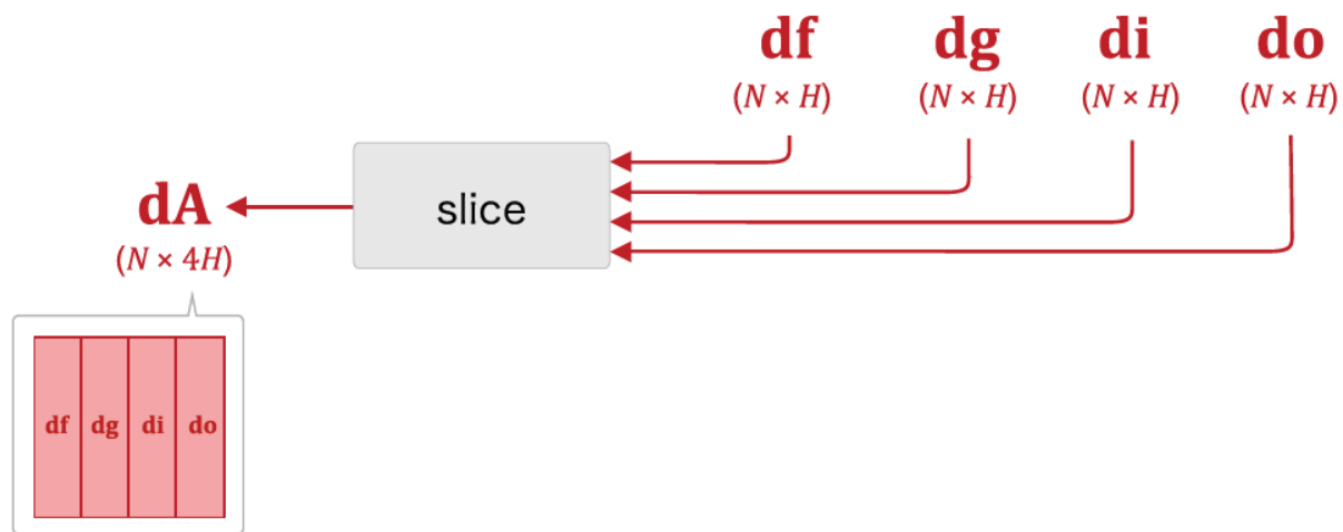 df dg di do
(N × H) (N × H) (N × H) (N × H)
slice
dA
(N × 4H)
df dg di do